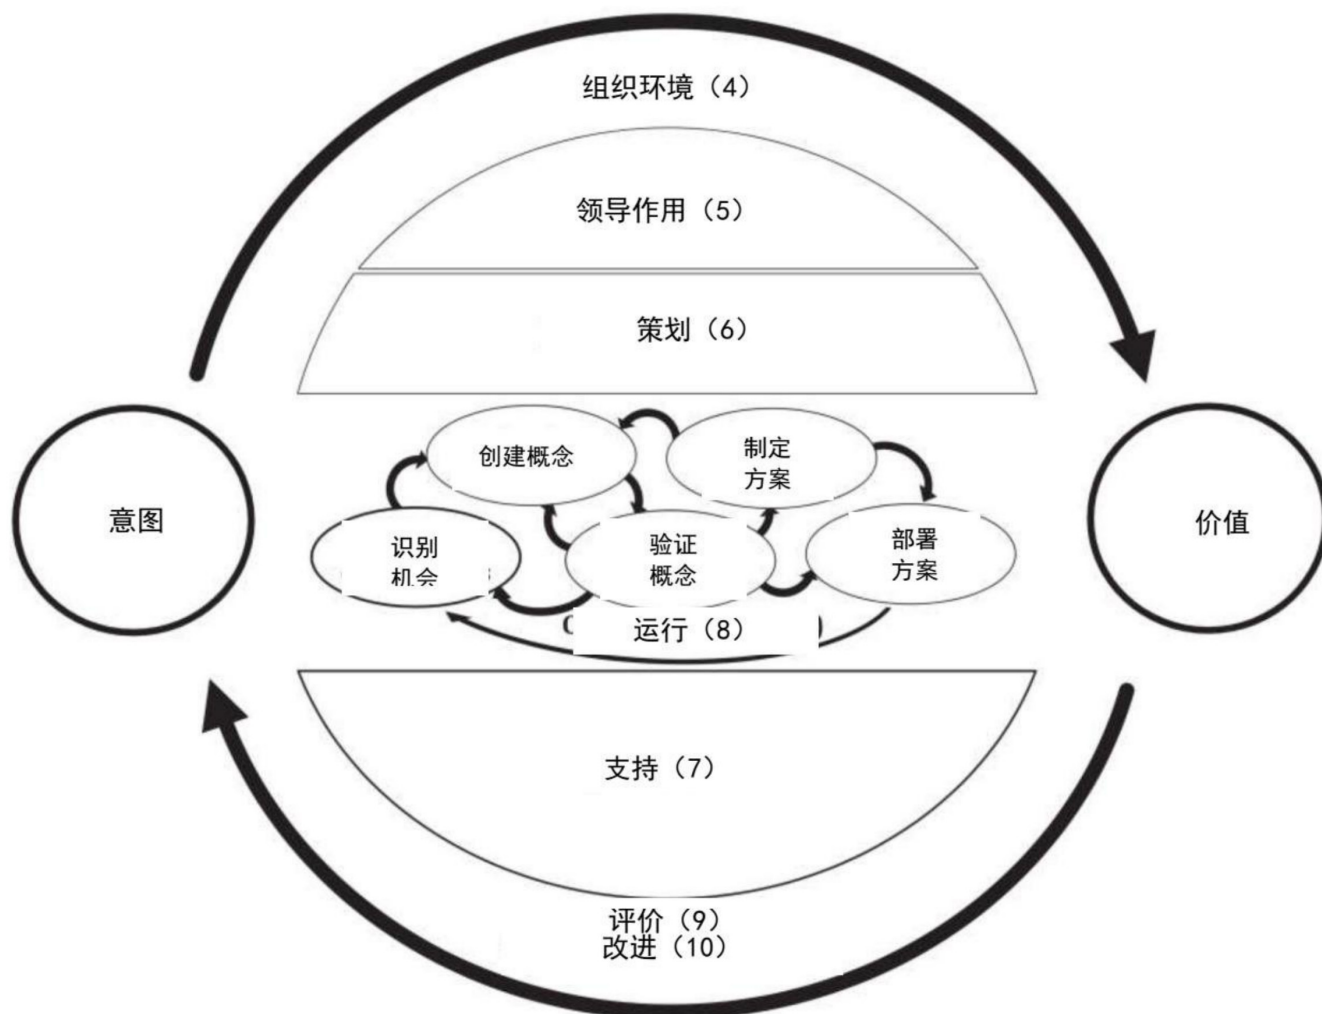 组织环境（4）
领导作用（5）
策划（6）
创建概念
制定
方案
意图
识别
机会
验证
概念
部署
方案
价值
运行（8）
支持（7）
评价（9）
改进（10）